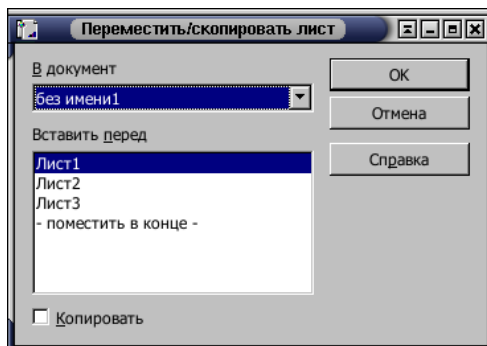 Переместить/скопировать лист
В документ
без имени1
Вставить перед
Лист1
Лист2
Лист3
- поместить в конце -
Копировать
OK
Отмена
Справка